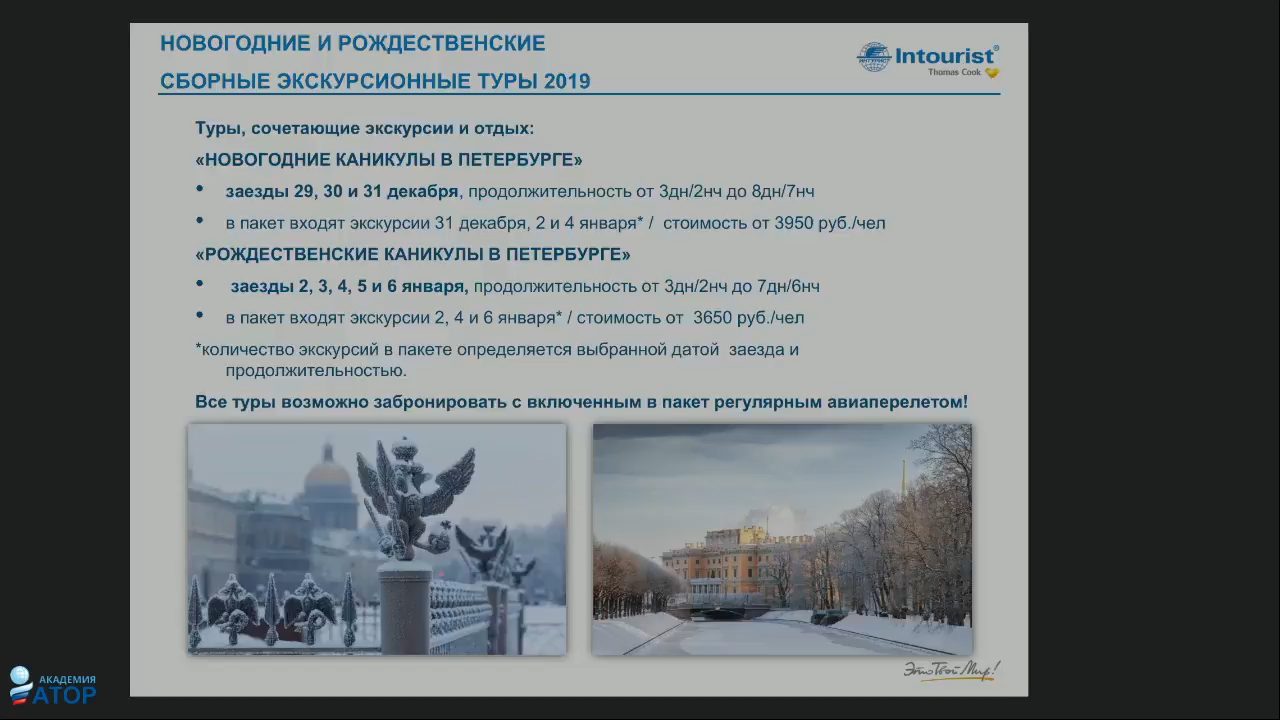 НОВОГОДНИЕ И РОЖДЕСТВЕНСКИЕ
СБОРНЫЕ ЭКСКУРСИОННЫЕ ТУРЫ 2019
ИНТУРИСТ
Intourist®
Thomas Cook
Туры, сочетающие экскурсии и отдых:
«НОВОГОДНИЕ КАНИКУЛЫ В ПЕТЕРБУРГЕ»
• заезды 29, 30 и 31 декабря, продолжительность от 3дн/2нч до 8дн/7нч
• в пакет входят экскурсии 31 декабря, 2 и 4 января* / стоимость от 3950 руб./чел
«РОЖДЕСТВЕНСКИЕ КАНИКУЛЫ В ПЕТЕРБУРГЕ»
• заезды 2, 3, 4, 5 и 6 января, продолжительность от 3дн/2нч до 7дн/6нч
• в пакет входят экскурсии 2, 4 и 6 января* / стоимость от 3650 руб./чел
*количество экскурсий в пакете определяется выбранной датой заезда и
продолжительностью.
Все туры возможно забронировать с включенным в пакет регулярным авиаперелетом!
Это Твой Мир!
АКАДЕМИЯ
АТОР